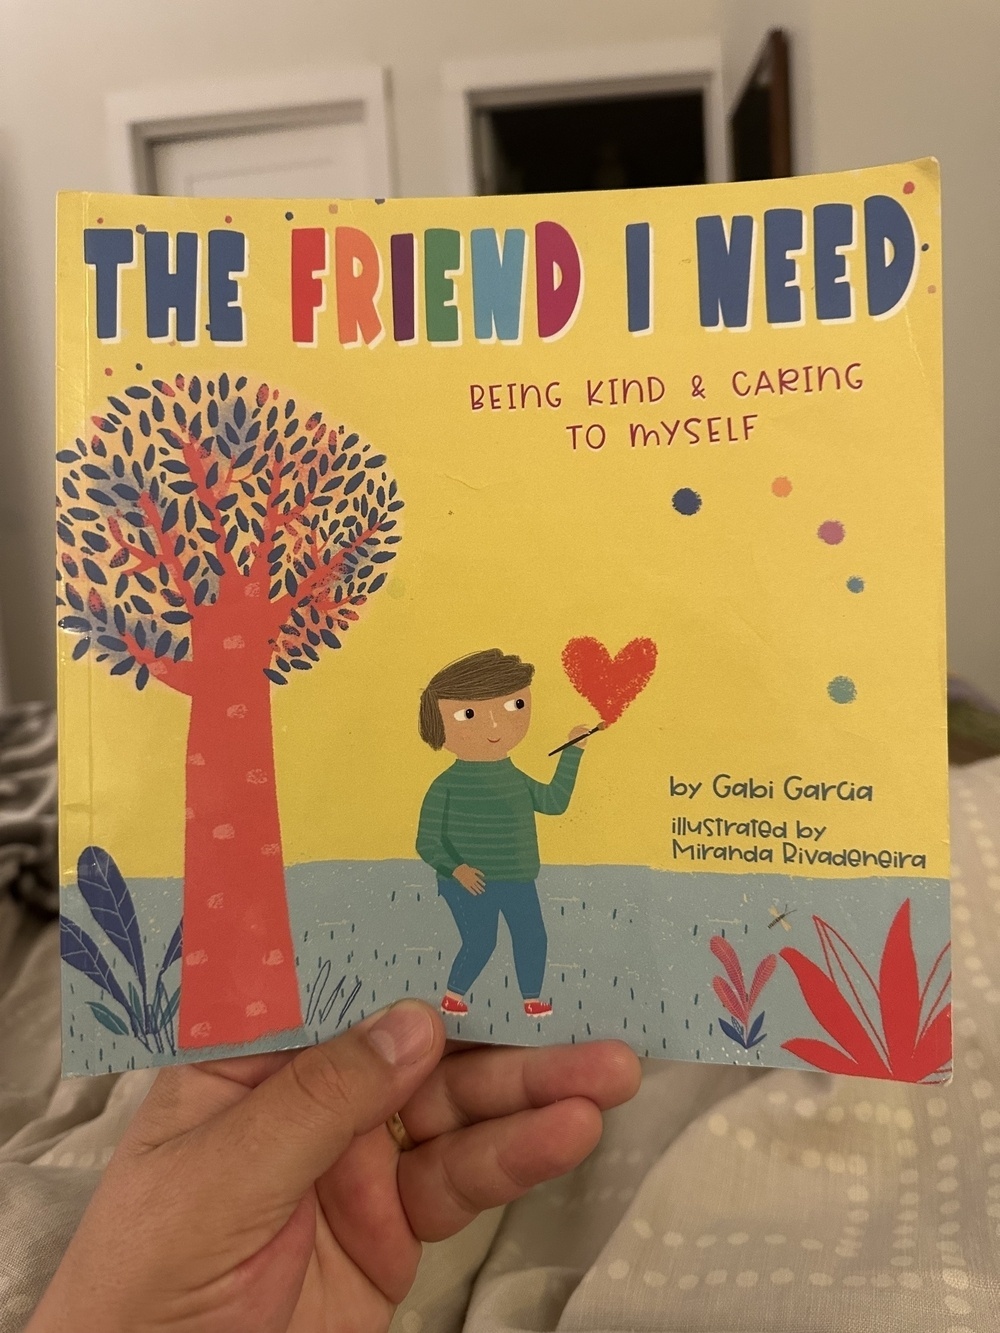 THE FRIEND I NEED
BEING KIND & CARING
TO MYSELF
by Gabi Garcia
illustrated by
Miranda Rivadeneira